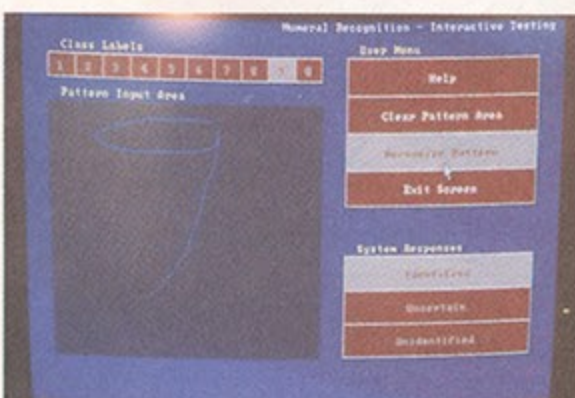 Numeral Recognition - Interactive Testing
Class Labels
1 2 3 4 5 6 7 8 9 0
Pattern Input Area
User Menu
Help
Clear Pattern Area
Recognize Pattern
Exit Screen
System Responses
Identified
Uncertain
Unidentified